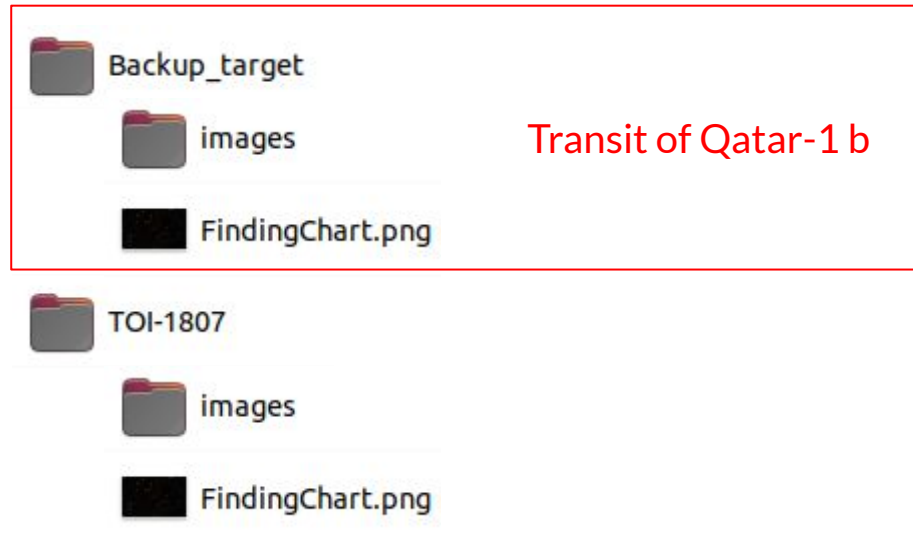 Backup_target
images
Transit of Qatar-1 b
FindingChart.png
TOI-1807
images
FindingChart.png